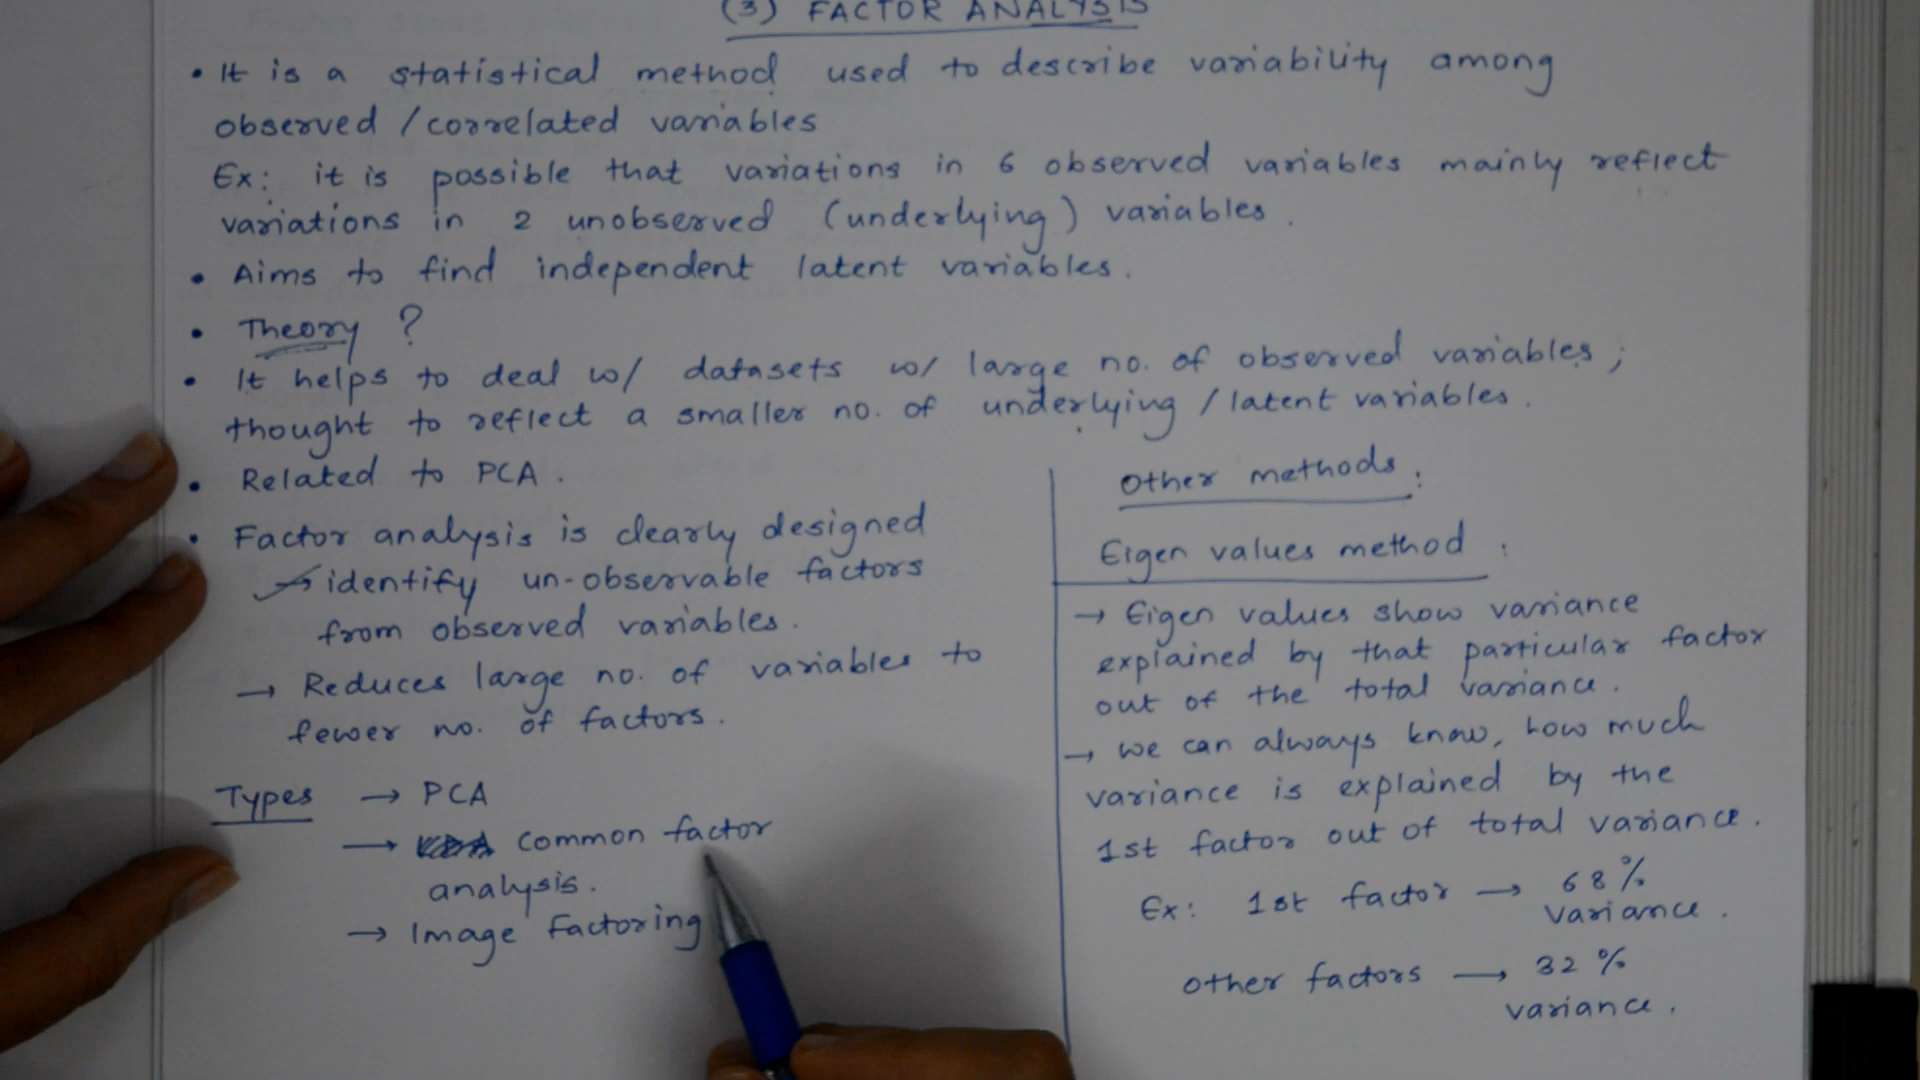 (3) FACTOR ANALYSIS
• It is a statistical method used to describe variability among
observed / correlated variables
Ex: it is possible that variations in 6 observed variables mainly reflect
variations in 2 unobserved (underlying) variables.
• Aims to find independent latent variables.
• Theory ?
• It helps to deal w/ datasets w/ large no. of observed variables;
thought to reflect a smaller no. of underlying / latent variables.
• Related to PCA.
• Factor analysis is clearly designed
→ identify un-observable factors
from observed variables.
→ Reduces large no. of variables to
fewer no. of factors.
Types → PCA
→ common factor
analysis.
→ Image factoring
Other methods:
Eigen values method :
→ Eigen values show variance
explained by that particular factor
out of the total variance.
→ we can always know, how much
variance is explained by the
1st factor out of total variance.
Ex: 1st factor → 68%
variance.
other factors → 32%
variance.